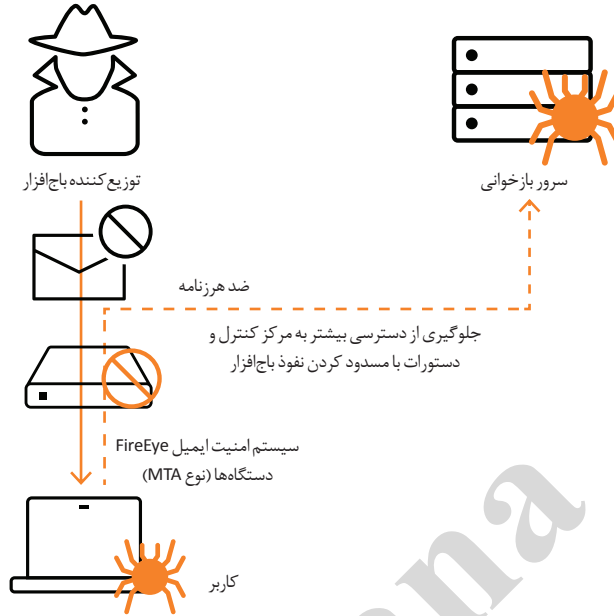 توزیع‌کننده باج‌افزار
سرور بازخوانی
ضد هرزنامه
جلوگیری از دسترسی بیشتر به مرکز کنترل و
دستورات با مسدود کردن نفوذ باج‌افزار
سیستم امنیت ایمیل FireEye
دستگاه‌ها (نوع MTA)
کاربر
ena